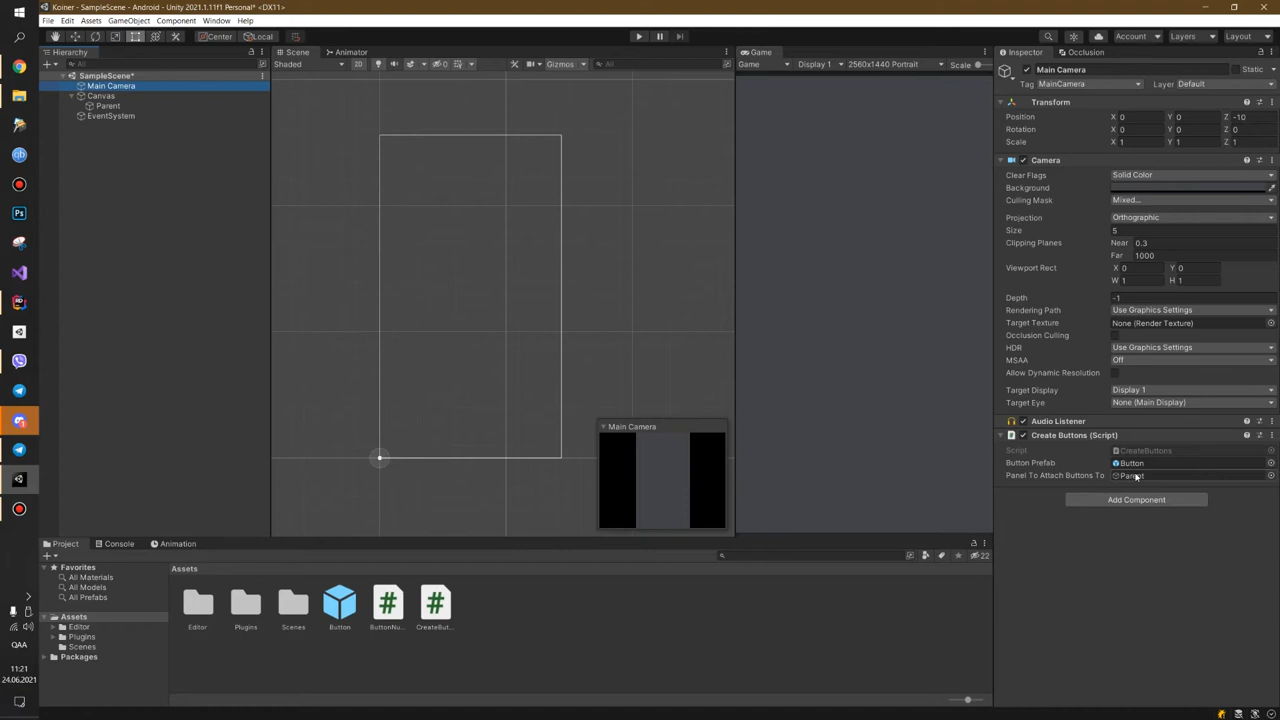 Koiner - SampleScene - Android - Unity 2021.1.11f1 Personal* <DX11>
File Edit Assets GameObject Component Window Help
Center Local Account Layers Layout
Hierarchy
All
SampleScene*
Main Camera
Canvas
Parent
EventSystem
Scene Animator
Shaded 2D Gizmos All
Main Camera
Game
Game Display 1 2560x1440 Portrait Scale
Inspector Occlusion
Main Camera Static
Tag MainCamera Layer Default
Transform
Position X 0 Y 0 Z -10
Rotation X 0 Y 0 Z 0
Scale X 1 Y 1 Z 1
Camera
Clear Flags Solid Color
Background
Culling Mask Mixed...
Projection Orthographic
Size 5
Clipping Planes Near 0.3
Far 1000
Viewport Rect X 0 Y 0
W 1 H 1
Depth -1
Rendering Path Use Graphics Settings
Target Texture None (Render Texture)
Occlusion Culling
HDR Use Graphics Settings
MSAA Off
Allow Dynamic Resolution
Target Display Display 1
Target Eye None (Main Display)
Audio Listener
Create Buttons (Script)
Script CreateButtons
Button Prefab Button
Panel To Attach Buttons To Parent
Add Component
Project Console Animation
22
Favorites
All Materials
All Models
All Prefabs
Assets
Editor
Plugins
Scenes
Packages
Assets
Editor Plugins Scenes Button ButtonNu... CreateBut...
Ps
qb
QAA
11:21
24.06.2021